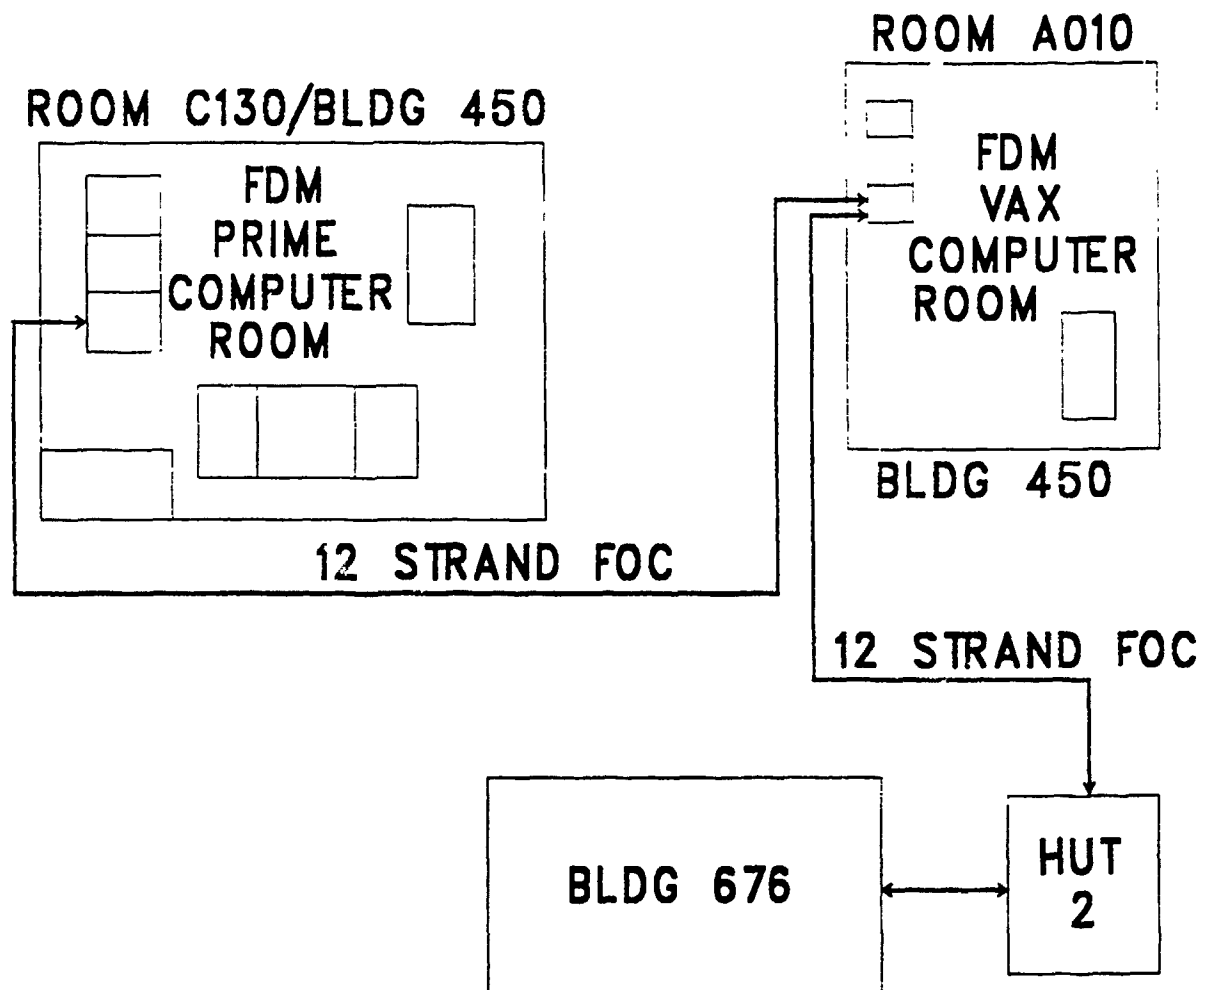 ROOM A010
ROOM C130/BLDG 450
FDM
PRIME
COMPUTER
ROOM
FDM
VAX
COMPUTER
ROOM
BLDG 450
12 STRAND FOC
12 STRAND FOC
BLDG 676
HUT
2